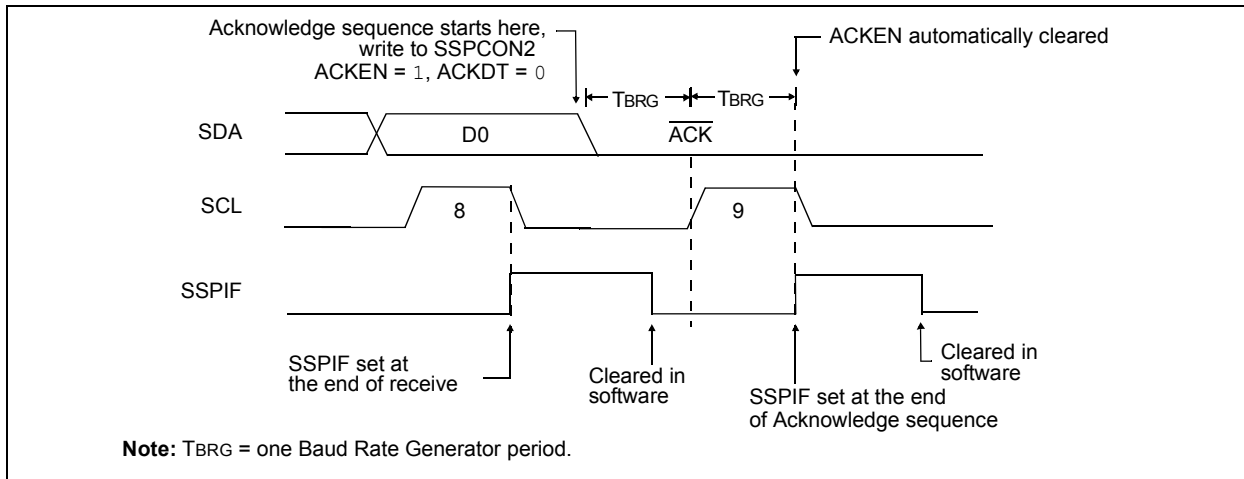 Acknowledge sequence starts here,
write to SSPCON2
ACKEN = 1, ACKDT = 0
ACKEN automatically cleared
TBRG
TBRG
SDA
D0
ACK
SCL
8
9
SSPIF
SSPIF set at
the end of receive
Cleared in
software
SSPIF set at the end
of Acknowledge sequence
Cleared in
software
Note: TBRG = one Baud Rate Generator period.